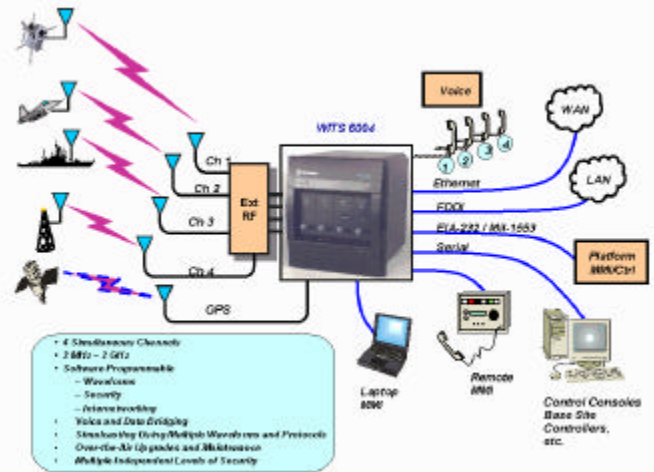 WITS 6004
Voice
WAN
1
2
3
4
Ch 1
Ch 2
Ext
RF
Ethernet
LAN
Ch 3
FDDI
EIA-232 / Mil-1553
Serial
Platform
MMI/Ctrl
Ch 4
GPS
• 4 Simultaneous Channels
• 2 MHz – 2 GHz
• Software Programmable
– Waveforms
– Security
– Internetworking
• Voice and Data Bridging
• Simulcasting Using Multiple Waveforms and Protocols
• Over-the-Air Upgrades and Maintenance
• Multiple Independent Levels of Security
Laptop
MMI
Remote
MMI
Control Consoles
Base Site
Controllers,
etc.